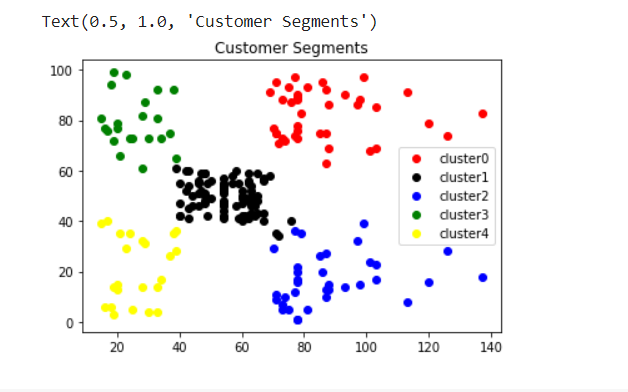 Text(0.5, 1.0, 'Customer Segments')
Customer Segments
100
80
60
40
20
0
cluster0
cluster1
cluster2
cluster3
cluster4
20 40 60 80 100 120 140